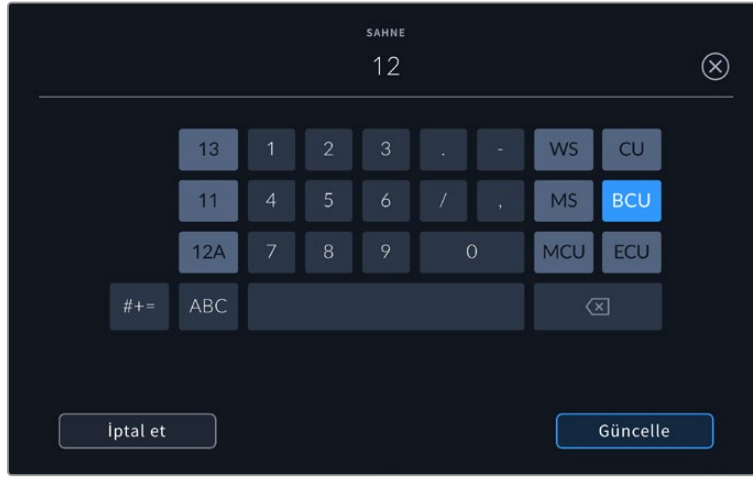 SAHNE
12
13 1 2 3 . - WS CU
11 4 5 6 / , MS BCU
12A 7 8 9 0 MCU ECU
#+= ABC
İptal et Güncelle